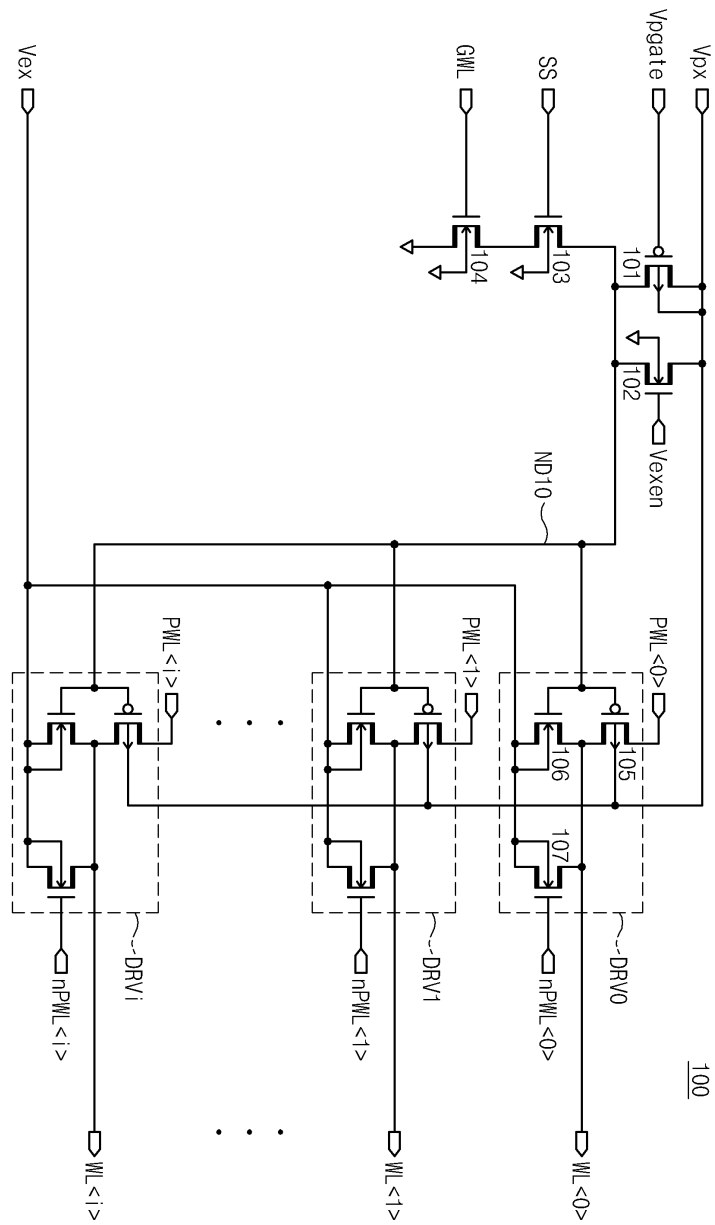 100
Vpx
Vpgate
SS
GWL
Vex
101
102
103
104
Vexen
ND10
PWL<0>
105
106
107
DRV0
nPWL<0>
WL<0>
PWL<1>
DRV1
nPWL<1>
WL<1>
PWL<i>
DRVi
nPWL<i>
WL<i>